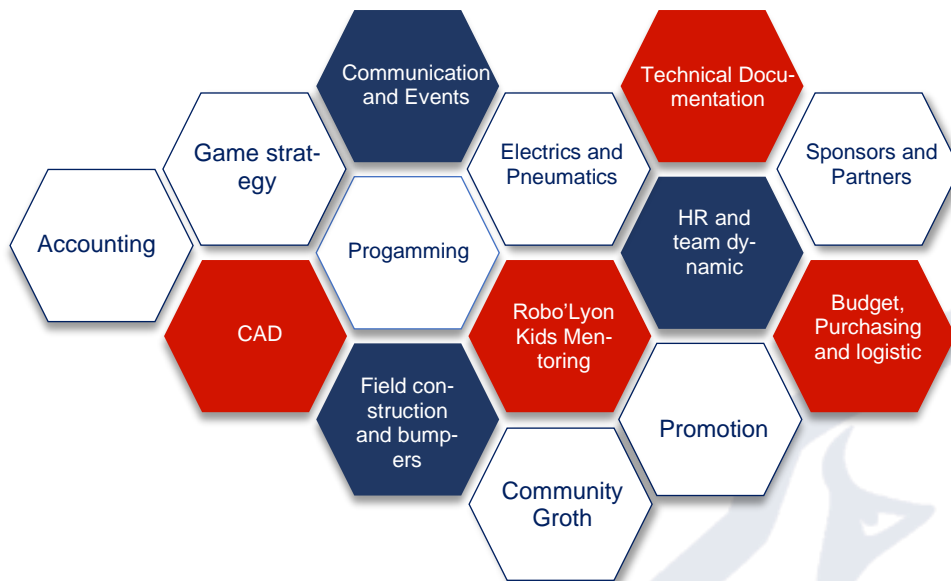 Communication
and Events
Technical Docu-
mentation
Game strat-
egy
Electrics and
Pneumatics
Sponsors and
Partners
Accounting
Progamming
HR and
team dy-
namic
CAD
Robo'Lyon
Kids Men-
toring
Budget,
Purchasing
and logistic
Field con-
struction
and bump-
ers
Promotion
Community
Groth